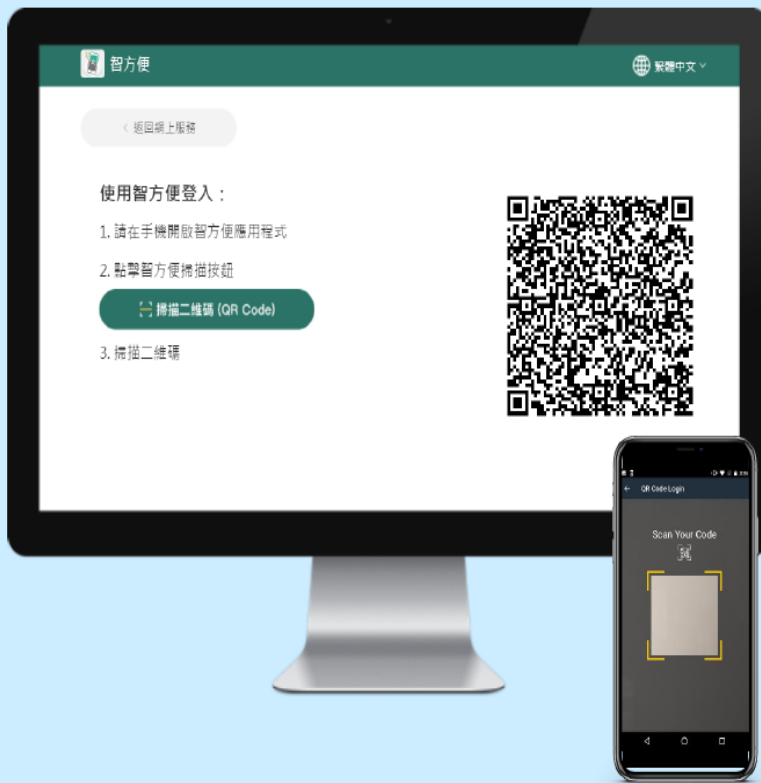 智方便
繁體中文
返回網上服務
使用智方便登入：
1. 請在手機開啟智方便應用程式
2. 點擊智方便掃描按鈕
掃描二維碼 (QR Code)
3. 掃描二維碼
QR Code Login
Scan Your Code